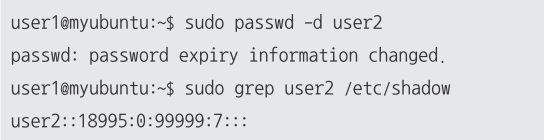 user1@myubuntu:~$ sudo passwd -d user2
passwd: password expiry information changed.
user1@myubuntu:~$ sudo grep user2 /etc/shadow
user2::18995:0:99999:7:::